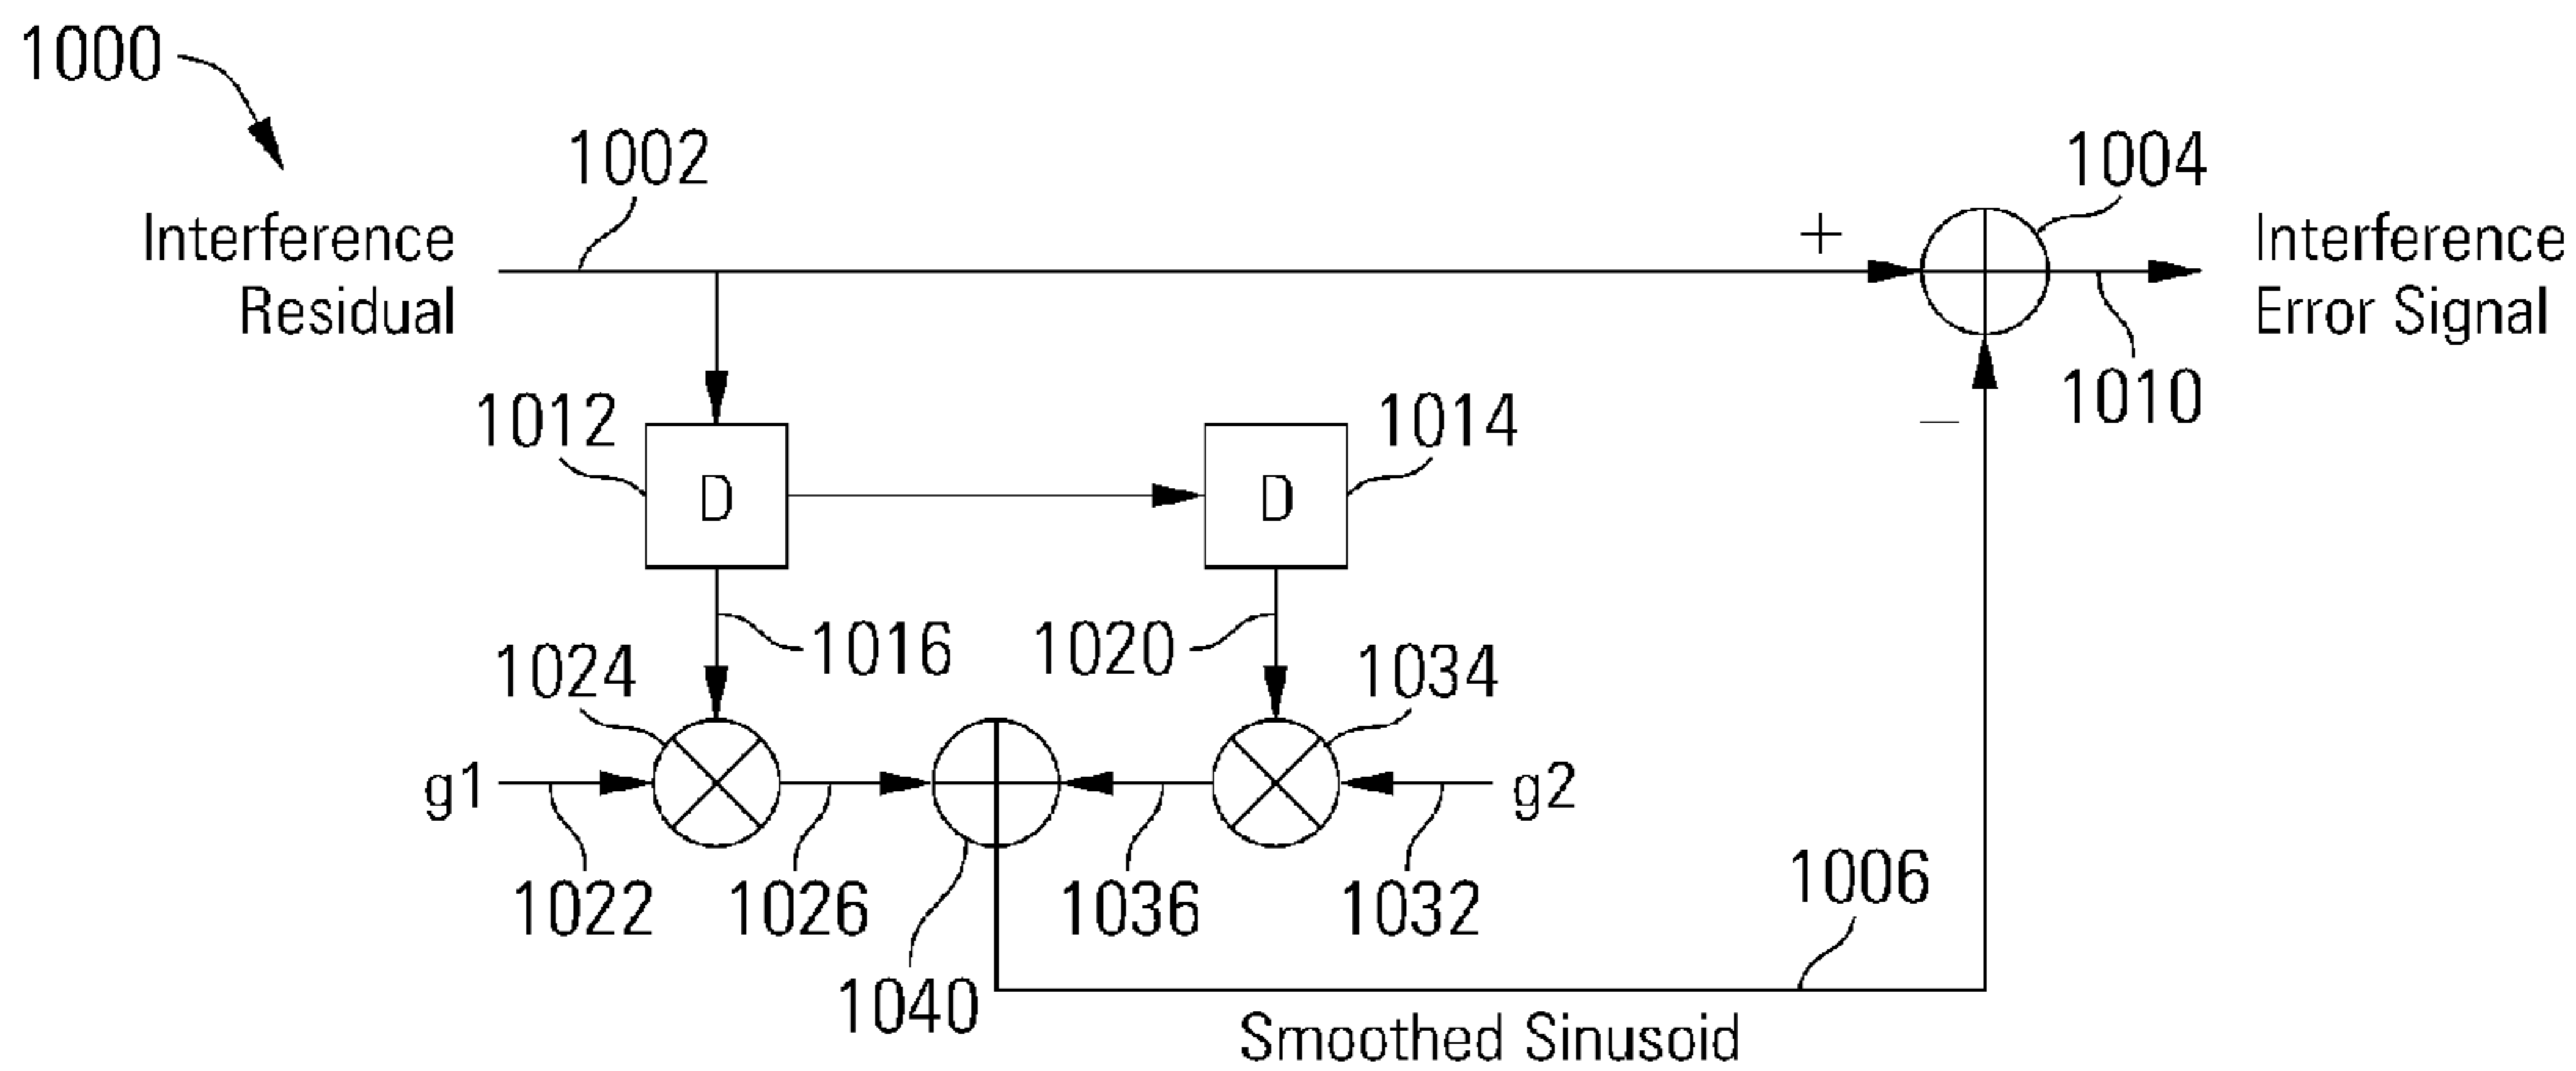 1000
1002
1004
Interference
Residual
+
Interference
Error Signal
1010
−
1012
D
D
1014
1016
1020
1024
1034
g1
g2
1022
1026
1036
1032
1006
1040
Smoothed Sinusoid